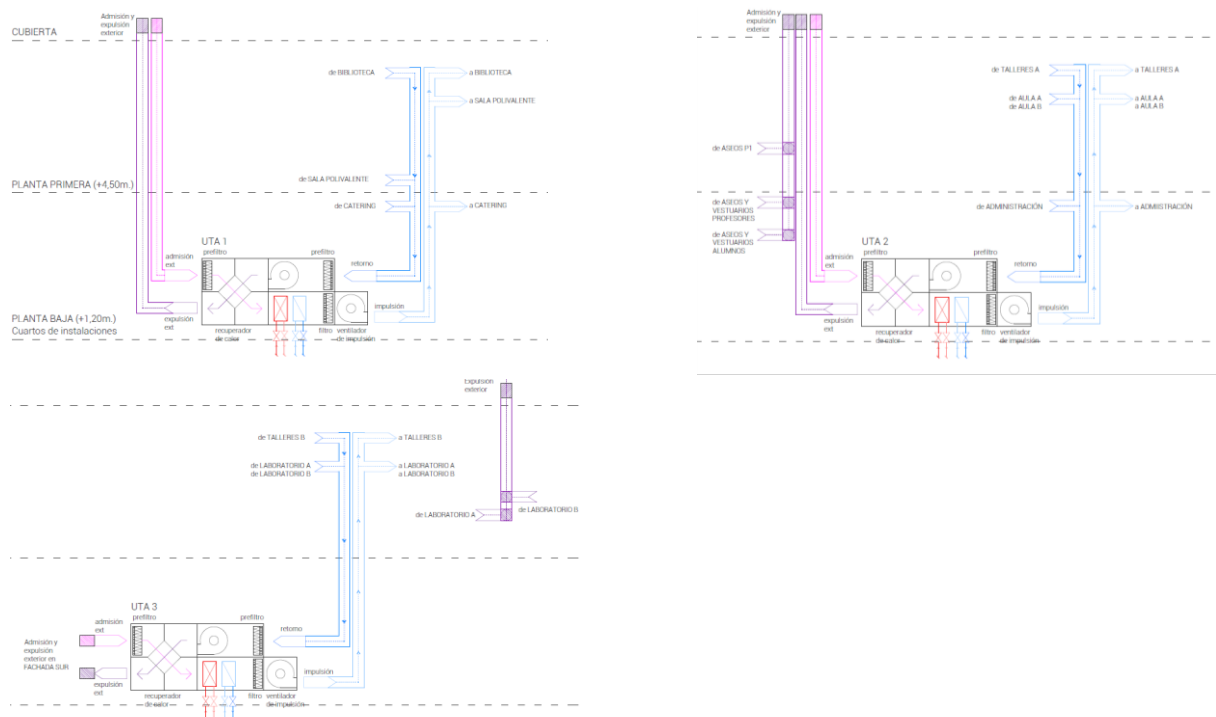 Admisión y
expulsión
exterior
CUBIERTA
de BIBLIOTECA
a BIBLIOTECA
a SALA POLIVALENTE
PLANTA PRIMERA (+4,50m.)
de SALA POLIVALENTE
de CATERING
a CATERING
UTA 1
prefiltro
prefiltro
admisión
ext
retorno
impulsión
PLANTA BAJA (+1,20m.)
Cuartos de instalaciones
expulsión
ext
recuperador
de calor
filtro
ventilador
de impulsión
Admisión y
expulsión
exterior
de TALLERES A
a TALLERES A
de AULA A
de AULA B
a AULA A
a AULA B
de ASEOS P1
de ASEOS Y
VESTUARIOS
PROFESORES
de ADMINISTRACIÓN
a ADMIISTRACIÓN
de ASEOS Y
VESTUARIOS
ALUMNOS
UTA 2
prefiltro
prefiltro
admisión
ext
retorno
impulsión
expulsión
ext
recuperador
de calor
filtro
ventilador
de impulsión
Expulsión
exterior
de TALLERES B
a TALLERES B
de LABORATORIO A
de LABORATORIO B
a LABORATORIO A
a LABORATORIO B
de LABORATORIO A
de LABORATORIO B
PLANTA BAJA (+1,20m.)
UTA 3
prefiltro
prefiltro
admisión
ext
retorno
Admisión y
expulsión
exterior en
FACHADA SUR
impulsión
expulsión
ext
recuperador
de calor
filtro
ventilador
de impulsión